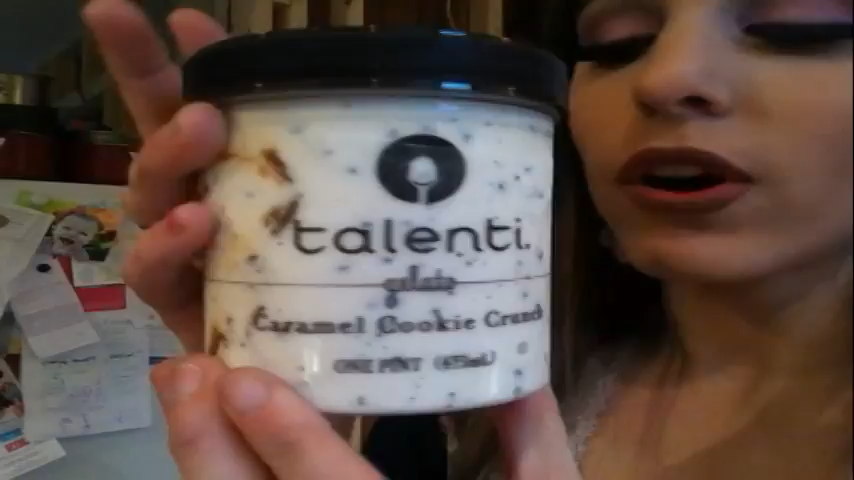 talenti.
gelato
Caramel Cookie Crunch
ONE PINT (473mL)